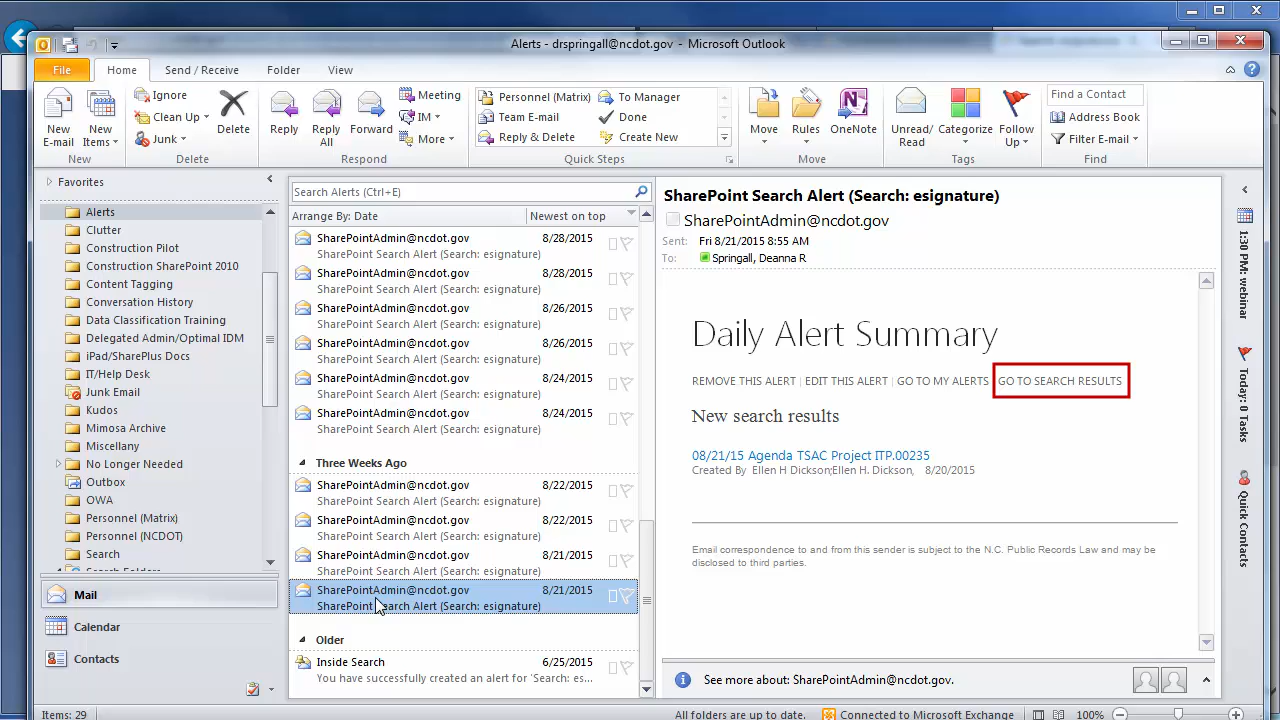 Alerts - drspringall@ncdot.gov - Microsoft Outlook
File Home Send / Receive Folder View
New E-mail
New Items
New
Ignore
Clean Up
Junk
Delete
Delete
Reply
Reply All
Forward
Meeting
IM
More
Respond
Personnel (Matrix)
Team E-mail
Reply & Delete
To Manager
Done
Create New
Quick Steps
Move
Rules
OneNote
Move
Unread/ Read
Categorize
Follow Up
Tags
Find a Contact
Address Book
Filter E-mail
Find
Favorites
Alerts
Clutter
Construction Pilot
Construction SharePoint 2010
Content Tagging
Conversation History
Data Classification Training
Delegated Admin/Optimal IDM
iPad/SharePlus Docs
IT/Help Desk
Junk Email
Kudos
Mimosa Archive
Miscellany
No Longer Needed
Outbox
OWA
Personnel (Matrix)
Personnel (NCDOT)
Search
Search Folders
Mail
Calendar
Contacts
Search Alerts (Ctrl+E)
Arrange By: Date Newest on top
SharePointAdmin@ncdot.gov 8/28/2015
SharePoint Search Alert (Search: esignature)
SharePointAdmin@ncdot.gov 8/28/2015
SharePoint Search Alert (Search: esignature)
SharePointAdmin@ncdot.gov 8/26/2015
SharePoint Search Alert (Search: esignature)
SharePointAdmin@ncdot.gov 8/26/2015
SharePoint Search Alert (Search: esignature)
SharePointAdmin@ncdot.gov 8/24/2015
SharePoint Search Alert (Search: esignature)
SharePointAdmin@ncdot.gov 8/24/2015
SharePoint Search Alert (Search: esignature)
Three Weeks Ago
SharePointAdmin@ncdot.gov 8/22/2015
SharePoint Search Alert (Search: esignature)
SharePointAdmin@ncdot.gov 8/22/2015
SharePoint Search Alert (Search: esignature)
SharePointAdmin@ncdot.gov 8/21/2015
SharePoint Search Alert (Search: esignature)
SharePointAdmin@ncdot.gov 8/21/2015
SharePoint Search Alert (Search: esignature)
Older
Inside Search 6/25/2015
You have successfully created an alert for 'Search: es...
SharePoint Search Alert (Search: esignature)
SharePointAdmin@ncdot.gov
Sent: Fri 8/21/2015 8:55 AM
To: Springall, Deanna R
Daily Alert Summary
REMOVE THIS ALERT | EDIT THIS ALERT | GO TO MY ALERTS GO TO SEARCH RESULTS
New search results
08/21/15 Agenda TSAC Project ITP.00235
Created By Ellen H Dickson;Ellen H. Dickson, 8/20/2015
Email correspondence to and from this sender is subject to the N.C. Public Records Law and may be
disclosed to third parties.
See more about: SharePointAdmin@ncdot.gov.
1:30 PM: webinar
Today: 0 Tasks
Quick Contacts
Items: 29 All folders are up to date. Connected to Microsoft Exchange 100%